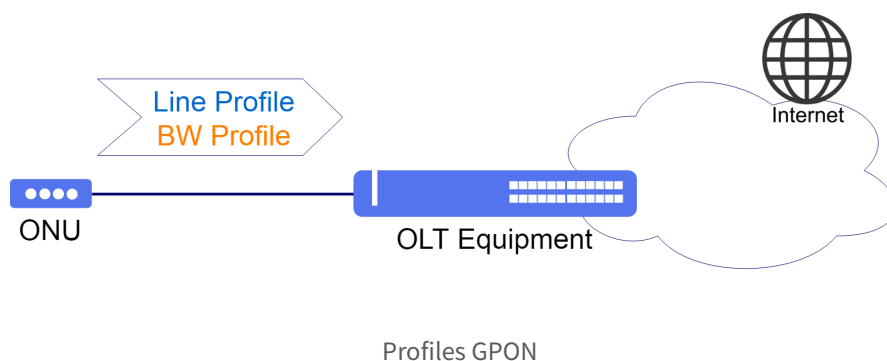 Internet
Line Profile
BW Profile
ONU
OLT Equipment
Profiles GPON